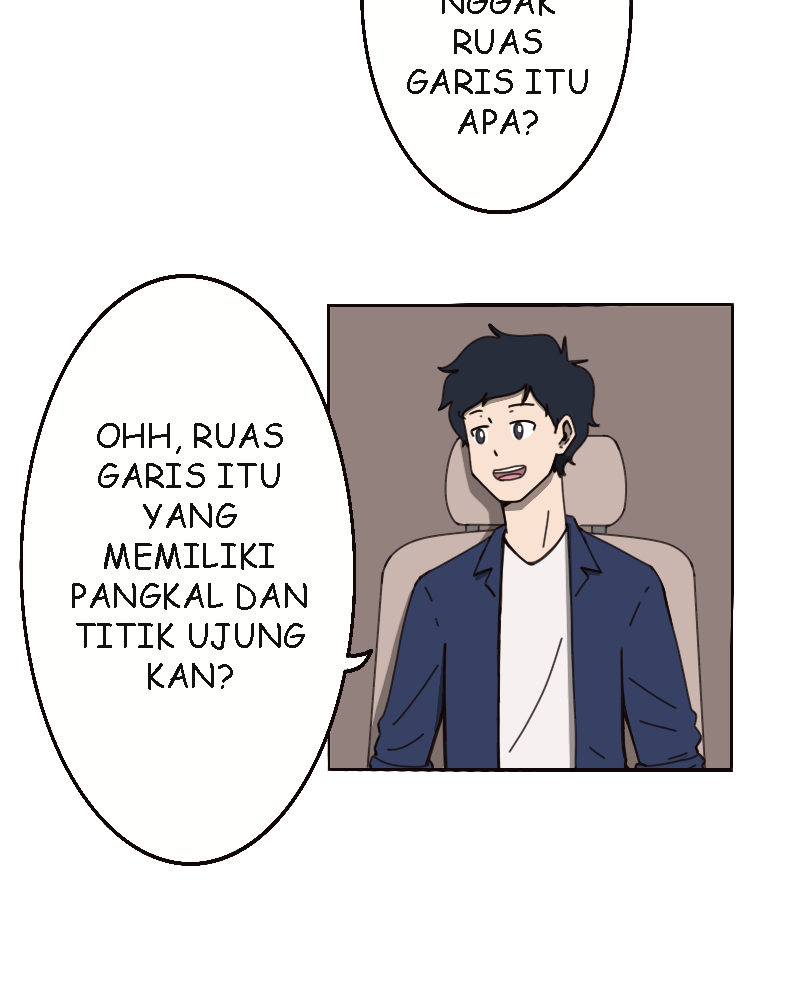 NGGAK
RUAS
GARIS ITU
APA?
OHH, RUAS
GARIS ITU
YANG
MEMILIKI
PANGKAL DAN
TITIK UJUNG
KAN?